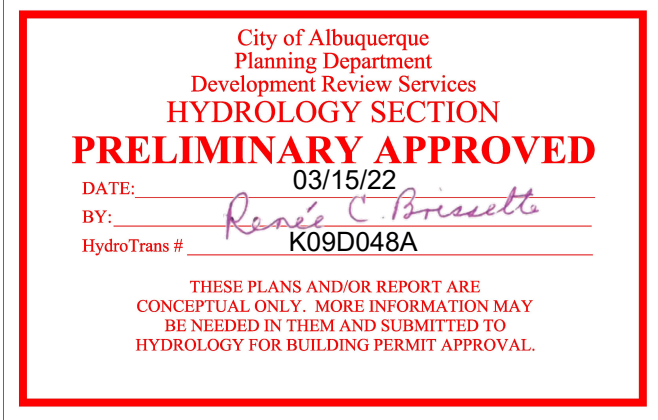 City of Albuquerque
Planning Department
Development Review Services
HYDROLOGY SECTION
PRELIMINARY APPROVED
DATE: 03/15/22
BY: Renée C. Brissette
HydroTrans # K09D048A
THESE PLANS AND/OR REPORT ARE
CONCEPTUAL ONLY. MORE INFORMATION MAY
BE NEEDED IN THEM AND SUBMITTED TO
HYDROLOGY FOR BUILDING PERMIT APPROVAL.